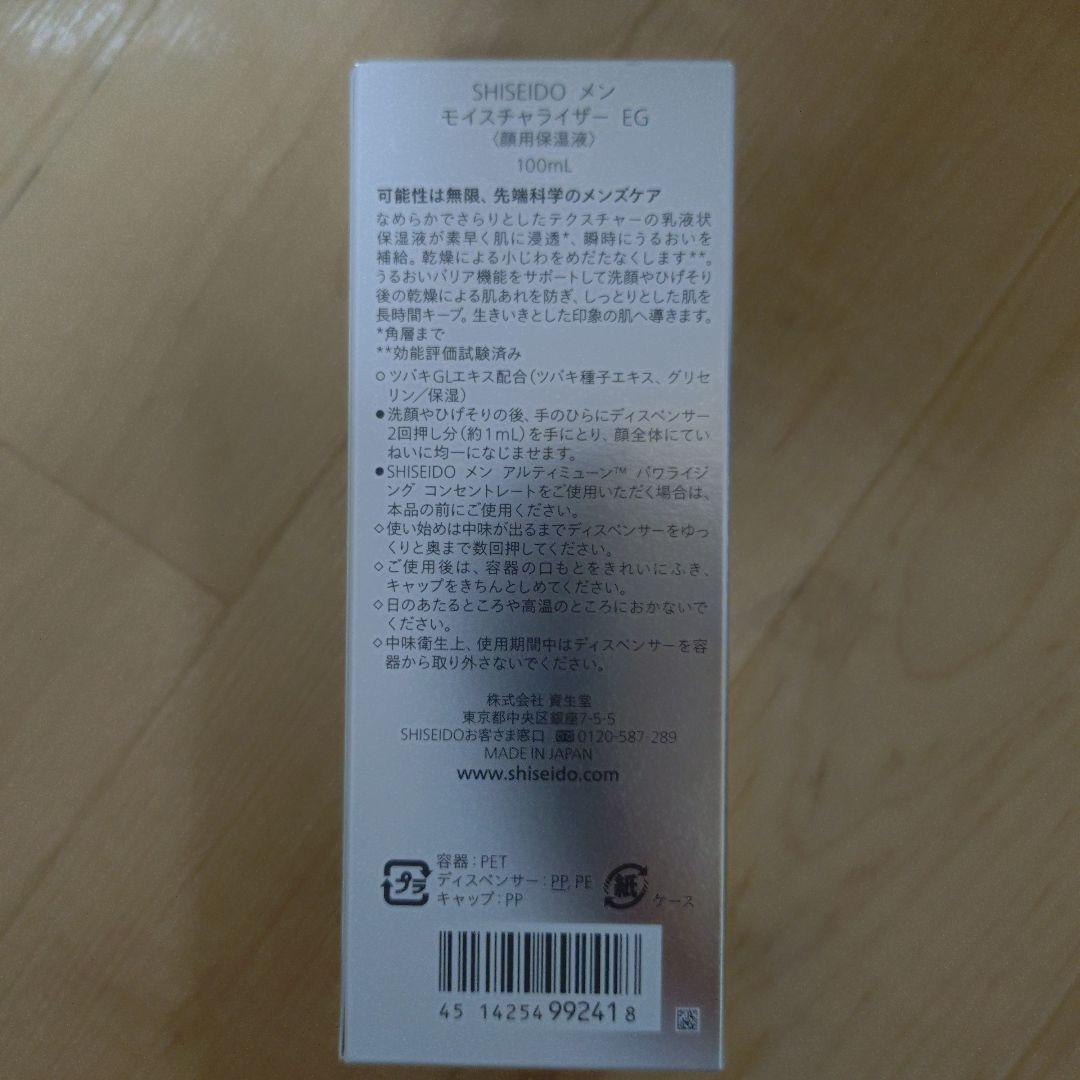 SHISEIDO メン
モイスチャライザー EG
〈顔用保湿液〉
100mL
可能性は無限、先端科学のメンズケア
なめらかでさらりとしたテクスチャーの乳液状
保湿液が素早く肌に浸透*、瞬時にうるおいを
補給。乾燥による小じわをめだたなくします**。
うるおいバリア機能をサポートして洗顔やひげそり
後の乾燥による肌あれを防ぎ、しっとりとした肌を
長時間キープ。生きいきとした印象の肌へ導きます。
*角層まで
**効能評価試験済み
○ツバキGLエキス配合(ツバキ種子エキス、グリセ
リン/保湿)
●洗顔やひげそりの後、手のひらにディスペンサー
2回押し分(約1mL)を手にとり、顔全体にてい
ねいに均一になじませます。
●SHISEIDO メン アルティミューン™ パワライジ
ング コンセントレートをご使用いただく場合は、
本品の前にご使用ください。
◇使い始めは中味が出るまでディスペンサーをゆっ
くりと奥まで数回押してください。
◇ご使用後は、容器の口もとをきれいにふき、
キャップをきちんとしめてください。
◇日のあたるところや高温のところにおかないで
ください。
◇中味衛生上、使用期間中はディスペンサーを容
器から取り外さないでください。
株式会社 資生堂
東京都中央区銀座7-5-5
SHISEIDOお客さま窓口 0120-587-289
MADE IN JAPAN
www.shiseido.com
プラ
容器:PET
ディスペンサー:PP, PE
キャップ:PP
紙
ケース
45 14254 99241 8